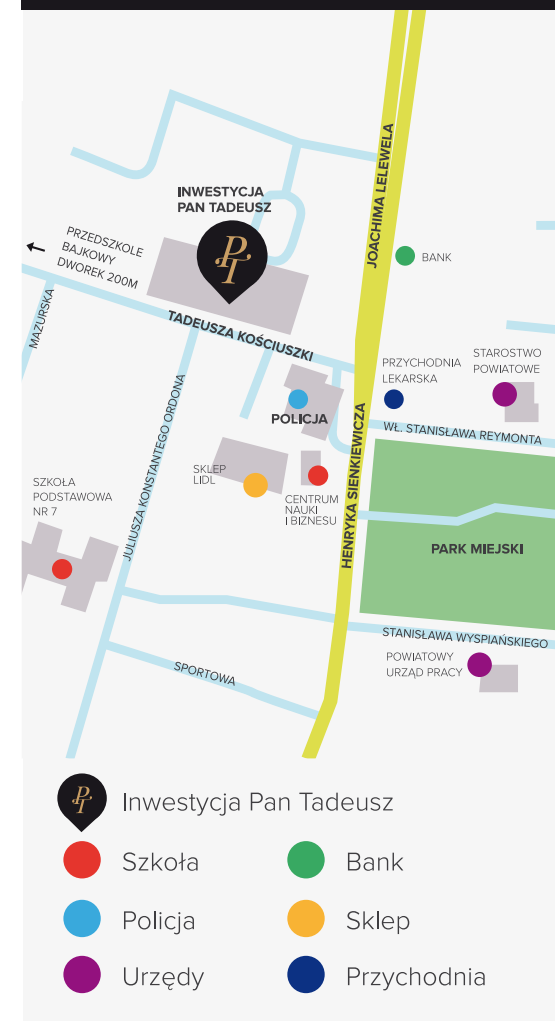 JOACHIMA LELEWELA
INWESTYCJA
PAN TADEUSZ
PT
PRZEDSZKOLE
BAJKOWY
DWOREK 200M
BANK
MAZURSKA
TADEUSZA KOŚCIUSZKI
PRZYCHODNIA
LEKARSKA
STAROSTWO
POWIATOWE
JULIUSZA KONSTANTEGO ORDONA
POLICJA
WŁ. STANISŁAWA REYMONTA
HENRYKA SIENKIEWICZA
SKLEP
LIDL
SZKOŁA
PODSTAWOWA
NR 7
CENTRUM
NAUKI
I BIZNESU
PARK MIEJSKI
STANISŁAWA WYSPIAŃSKIEGO
POWIATOWY
URZĄD PRACY
SPORTOWA
PT
Inwestycja Pan Tadeusz
Szkoła
Bank
Policja
Sklep
Urzędy
Przychodnia